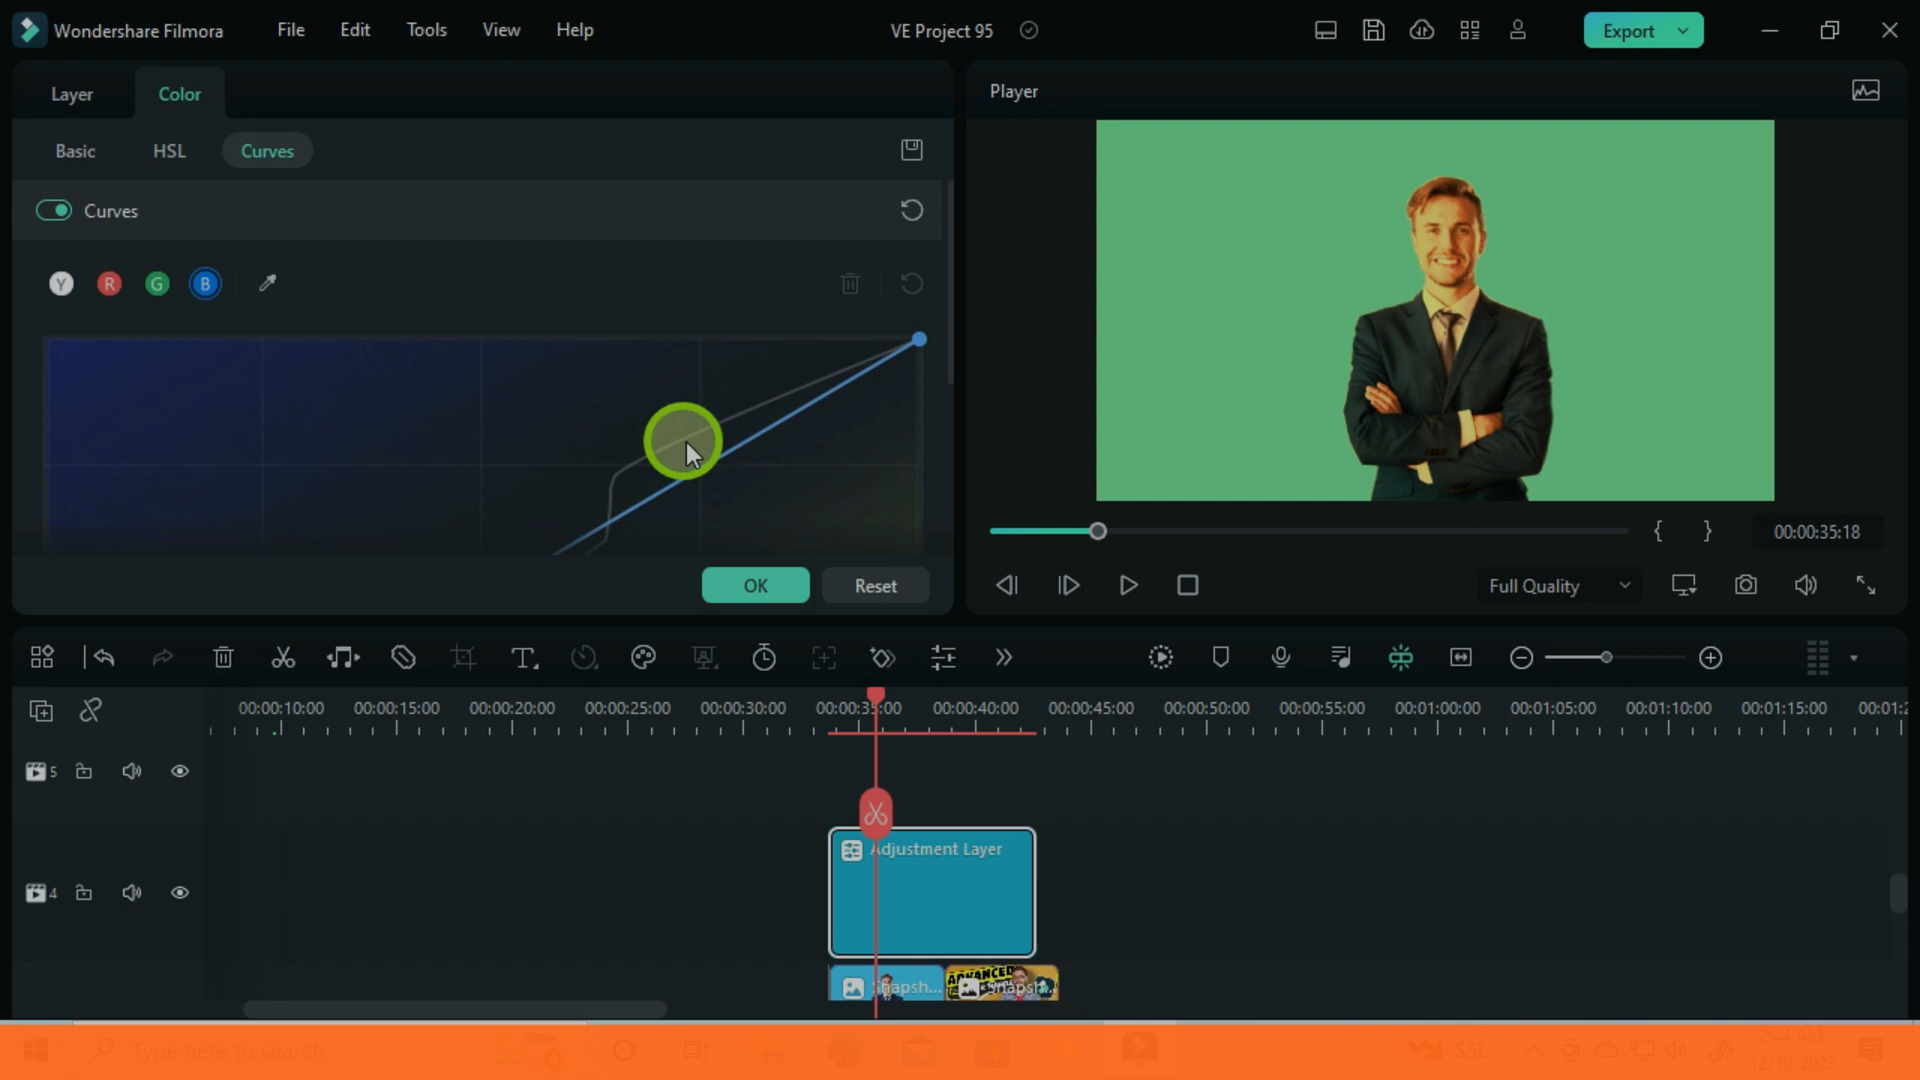 Wondershare Filmora File Edit Tools View Help VE Project 95 Export
Layer Color
Player
Basic HSL Curves
Curves
Y R G B
00:00:35:18
OK Reset
Full Quality
00:00:10:00 00:00:15:00 00:00:20:00 00:00:25:00 00:00:30:00 00:00:35:00 00:00:40:00 00:00:45:00 00:00:50:00 00:00:55:00 00:01:00:00 00:01:05:00 00:01:10:00 00:01:15:00 00:01:2
5
Adjustment Layer
4
ADVANCED
Snapsh... Snapsh...
Type here to search
SSL
12/10/2022